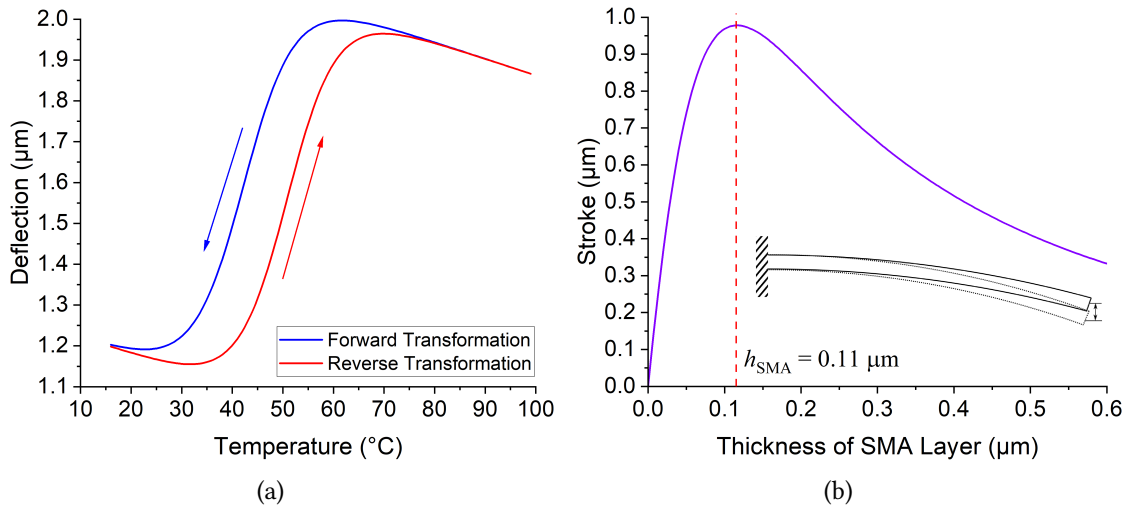 2.0
1.9
1.8
1.7
1.6
1.5
1.4
1.3
1.2
1.1
Deflection (µm)
10 20 30 40 50 60 70 80 90 100
Temperature (°C)
Forward Transformation
Reverse Transformation
(a)
1.0
0.9
0.8
0.7
0.6
0.5
0.4
0.3
0.2
0.1
0.0
Stroke (µm)
h_SMA = 0.11 µm
0.0 0.1 0.2 0.3 0.4 0.5 0.6
Thickness of SMA Layer (µm)
(b)